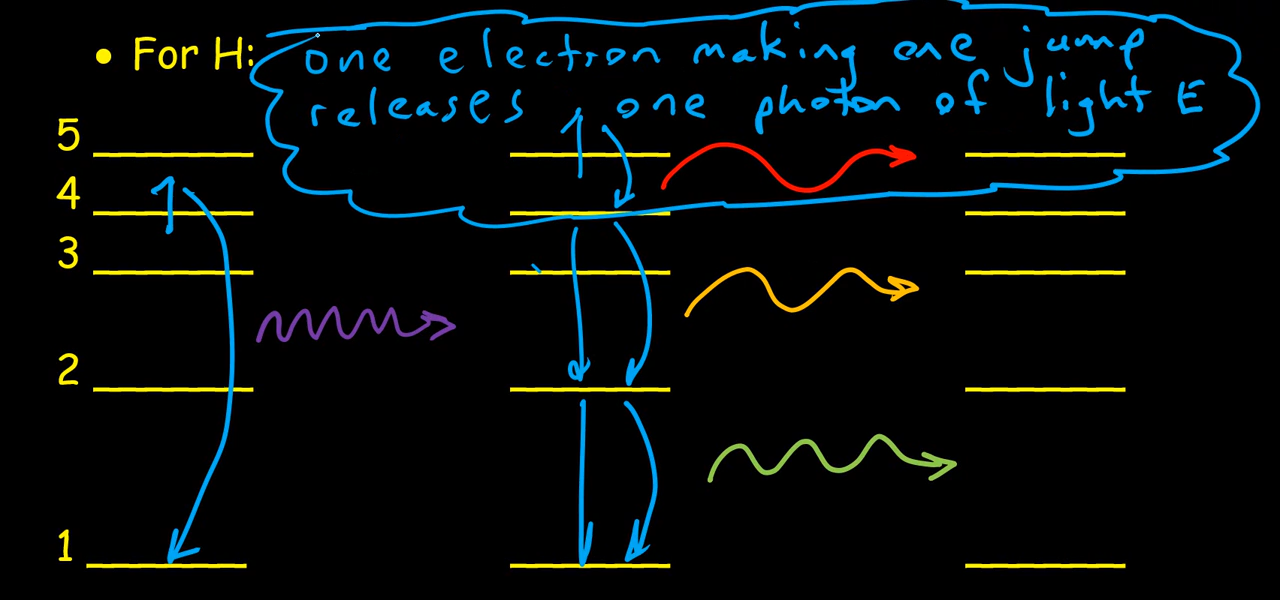 • For H:
one electron making one jump
releases one photon of light E
5
4
3
2
1